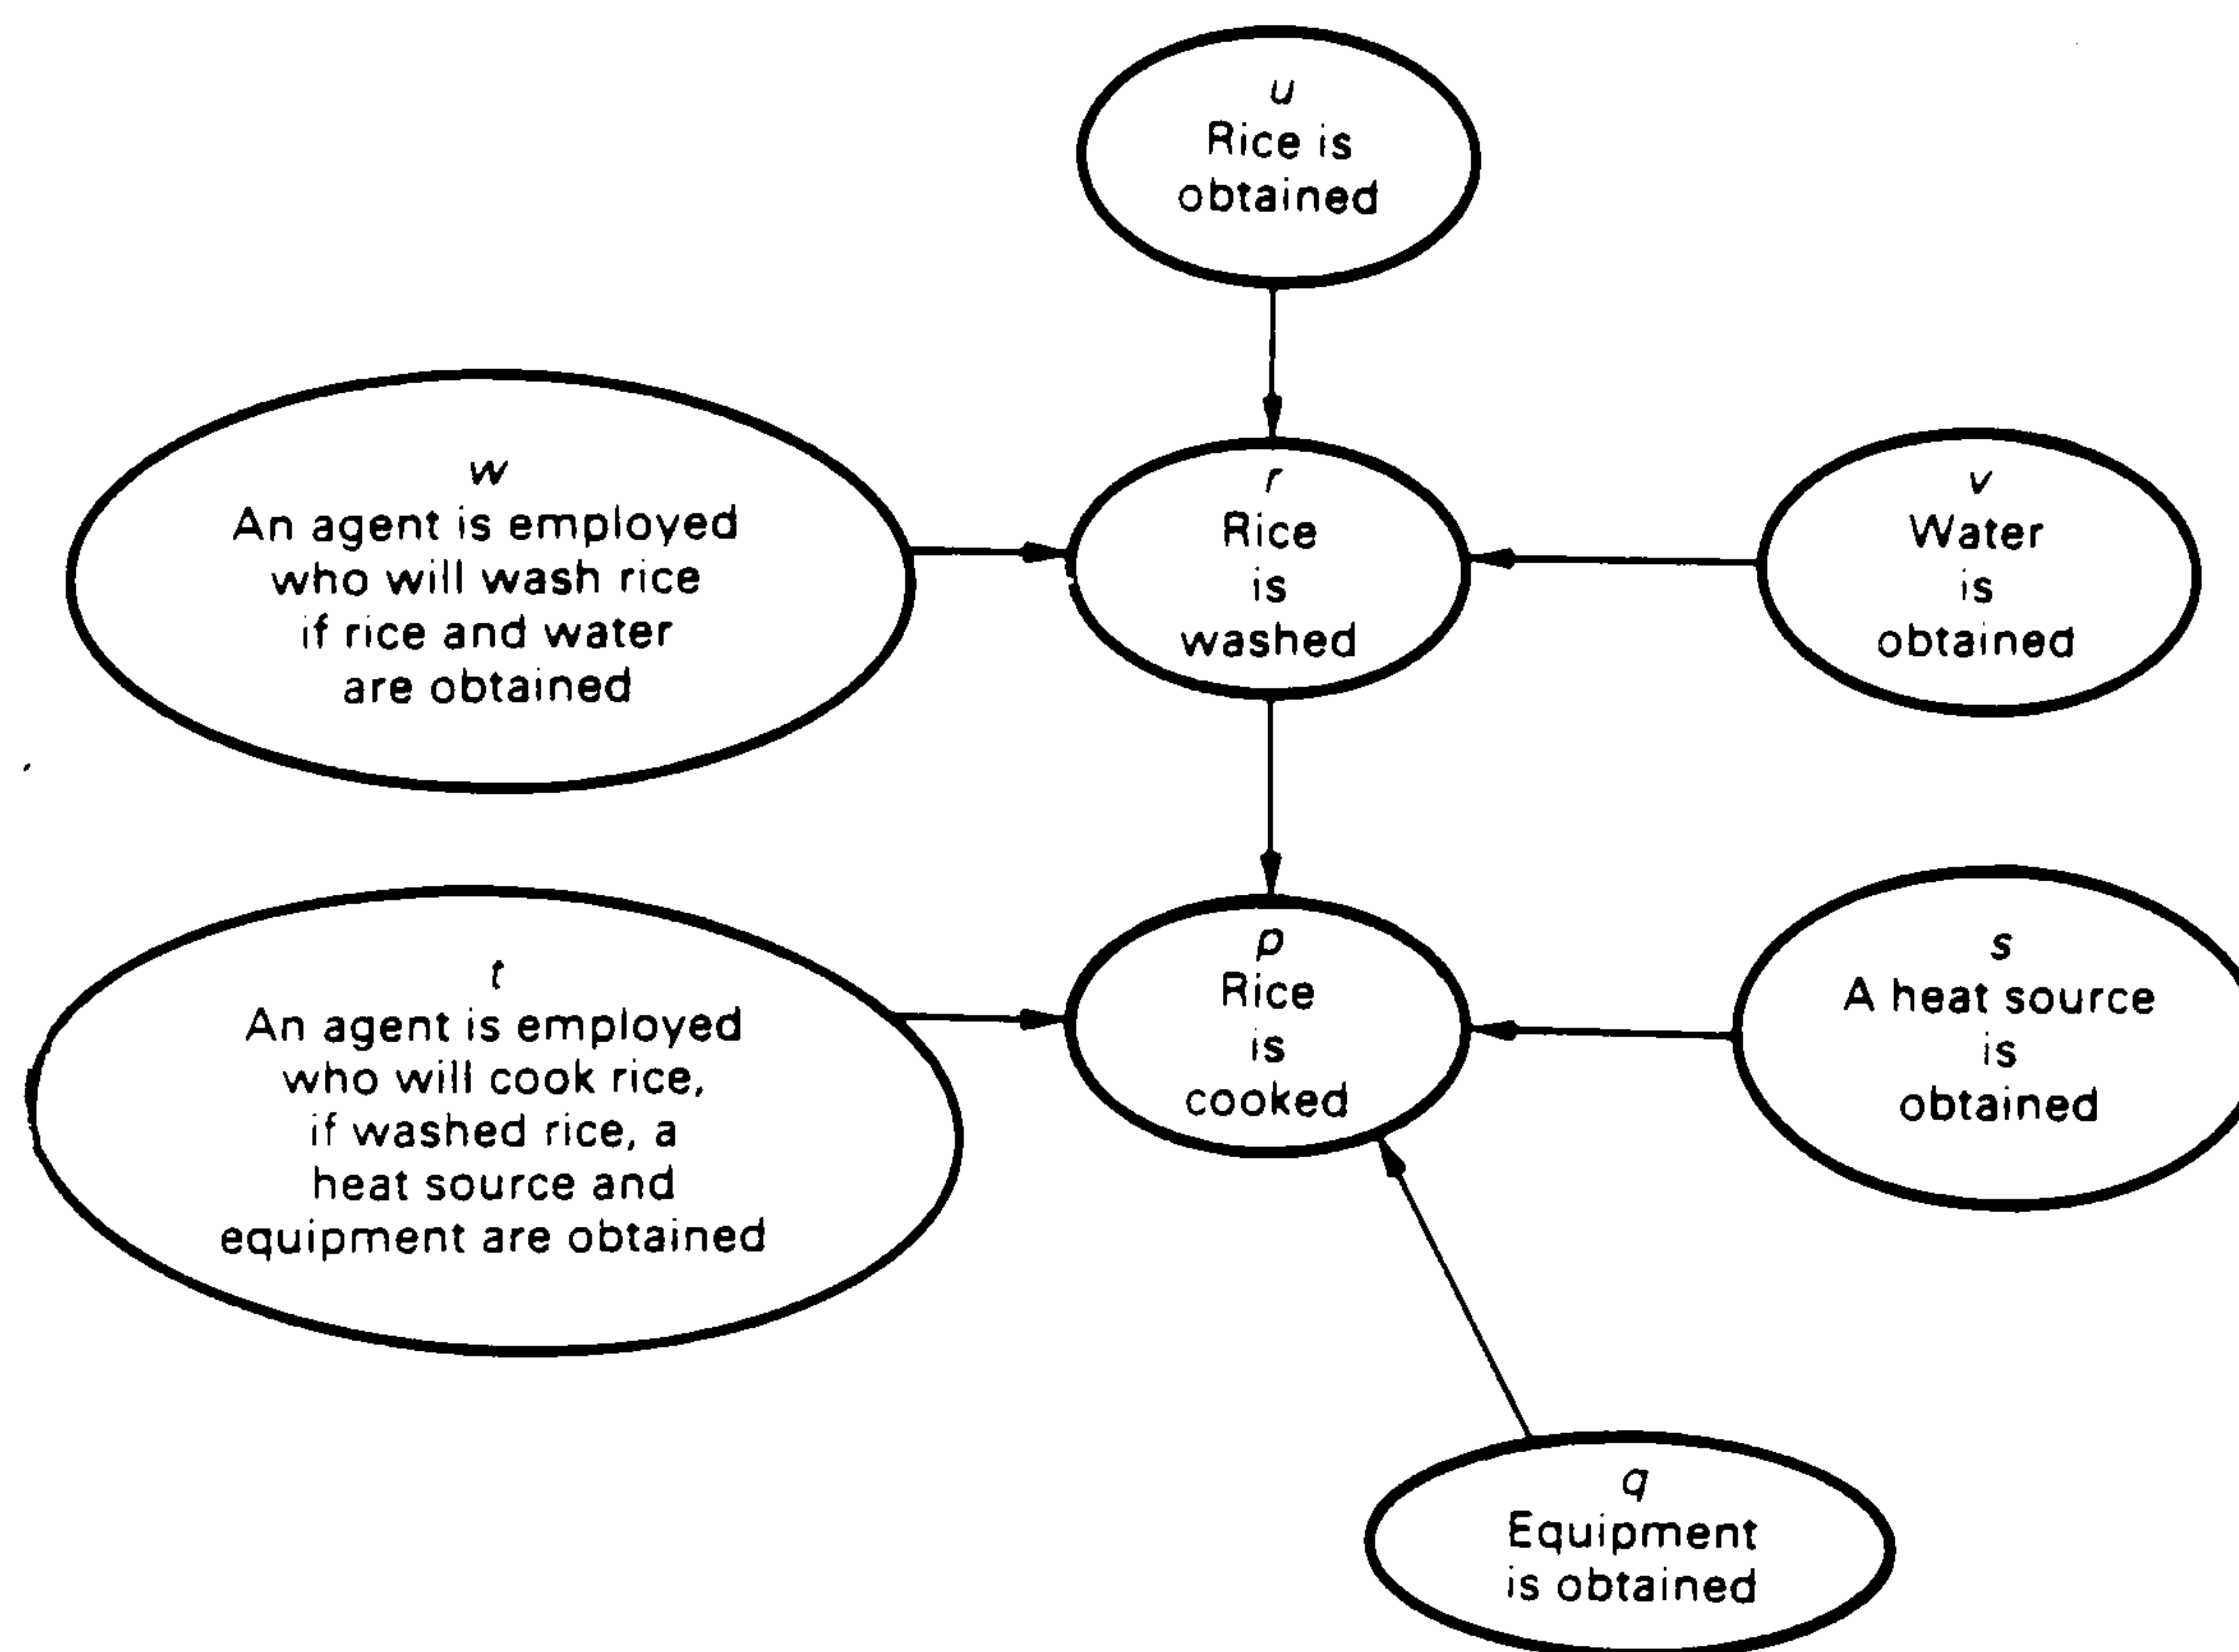 u
Rice is
obtained
w
An agent is employed
who will wash rice
if rice and water
are obtained
r
Rice
is
washed
v
Water
is
obtained
t
An agent is employed
who will cook rice,
if washed rice, a
heat source and
equipment are obtained
p
Rice
is
cooked
s
A heat source
is
obtained
q
Equipment
is obtained